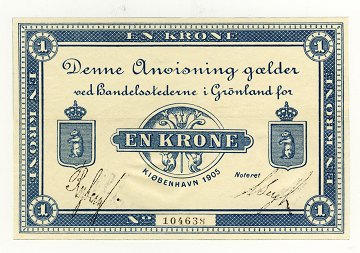 1 EN KRONE 1
Denne Anvisning gælder
ved Handelsstederne i Grönland for
EN KRONE
EN KRONE
EN KRONE
KJØBENHAVN 1905
Noteret
1 No 104638 1